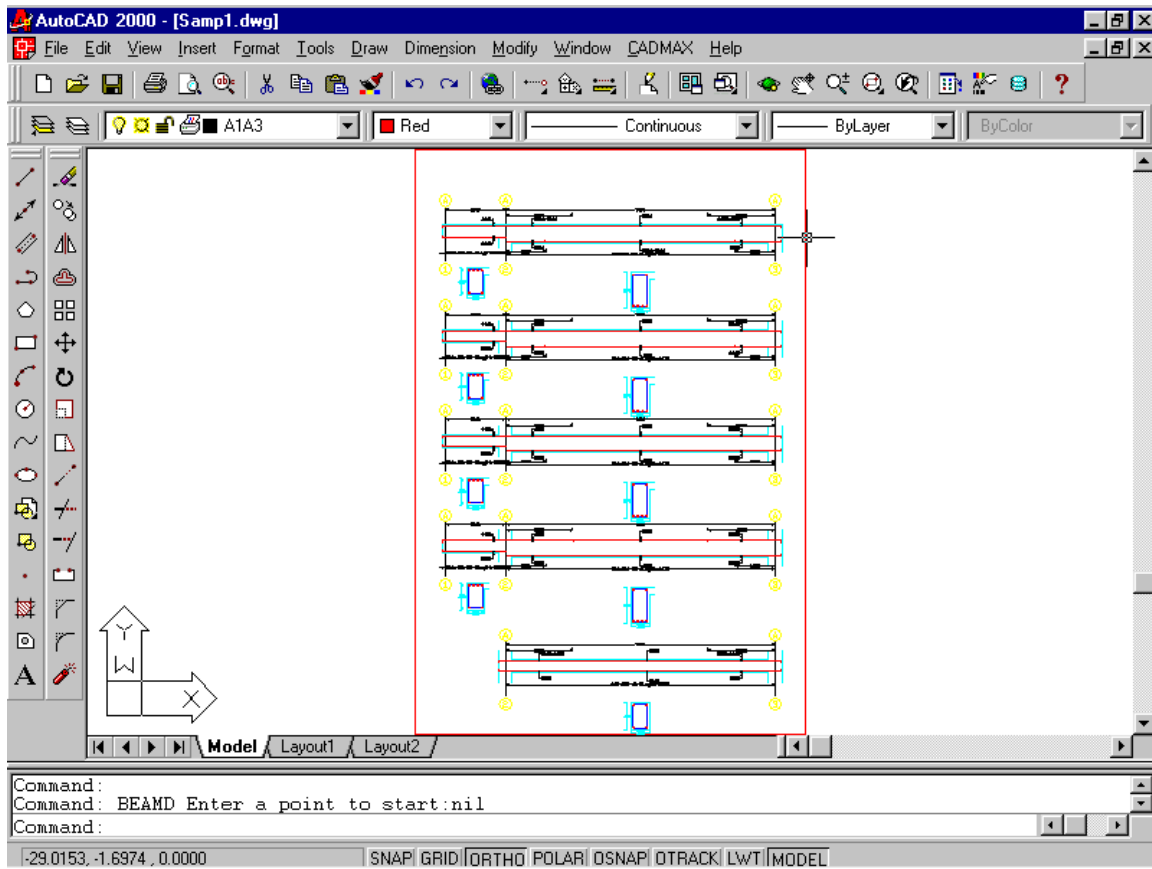 AutoCAD 2000 - [Samp1.dwg]
File Edit View Insert Format Tools Draw Dimension Modify Window CADMAX Help
A1A3 Red Continuous ByLayer ByColor
A
Y
W
X
Model Layout1 Layout2
Command:
Command: BEAMD Enter a point to start:nil
Command:
-29.0153, -1.6974 , 0.0000 SNAP GRID ORTHO POLAR OSNAP OTRACK LWT MODEL